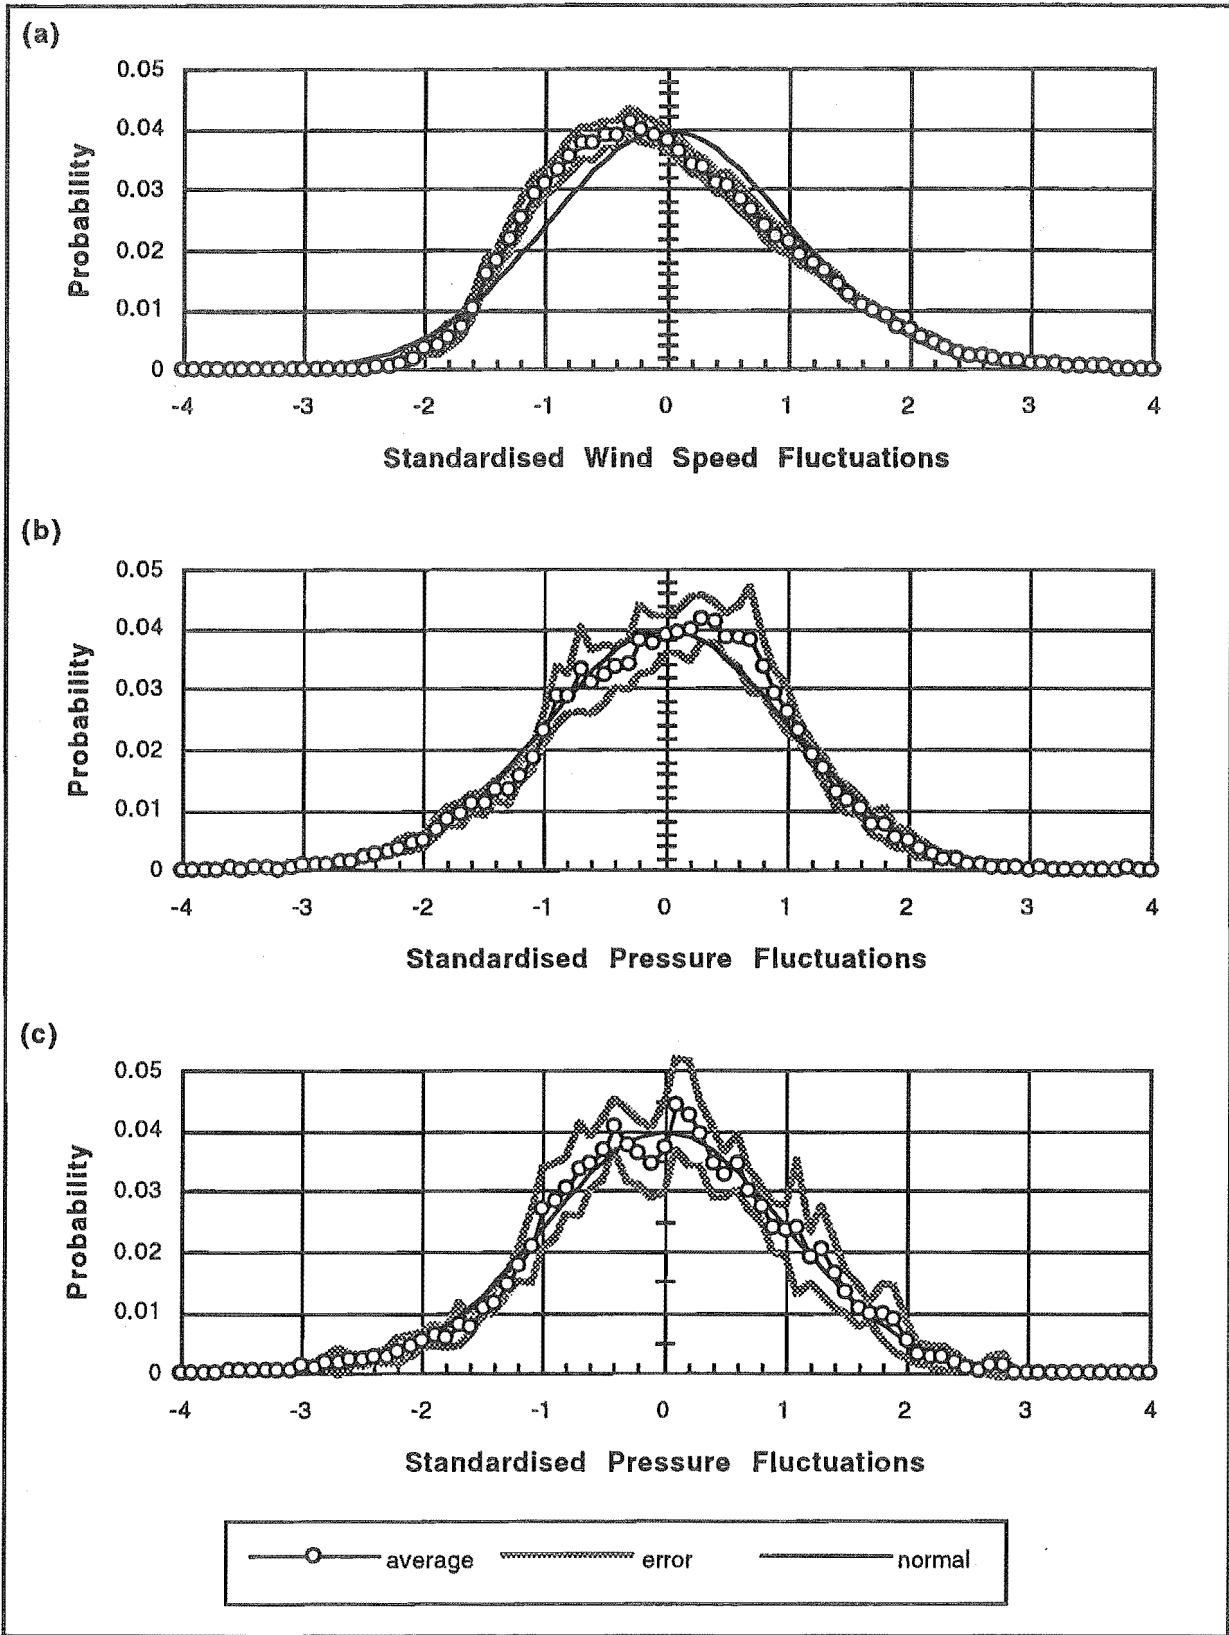 (a)
0.05
0.04
0.03
0.02
0.01
0
Probability
-4 -3 -2 -1 0 1 2 3 4
Standardised Wind Speed Fluctuations
(b)
0.05
0.04
0.03
0.02
0.01
0
Probability
-4 -3 -2 -1 0 1 2 3 4
Standardised Pressure Fluctuations
(c)
0.05
0.04
0.03
0.02
0.01
0
Probability
-4 -3 -2 -1 0 1 2 3 4
Standardised Pressure Fluctuations
average error normal